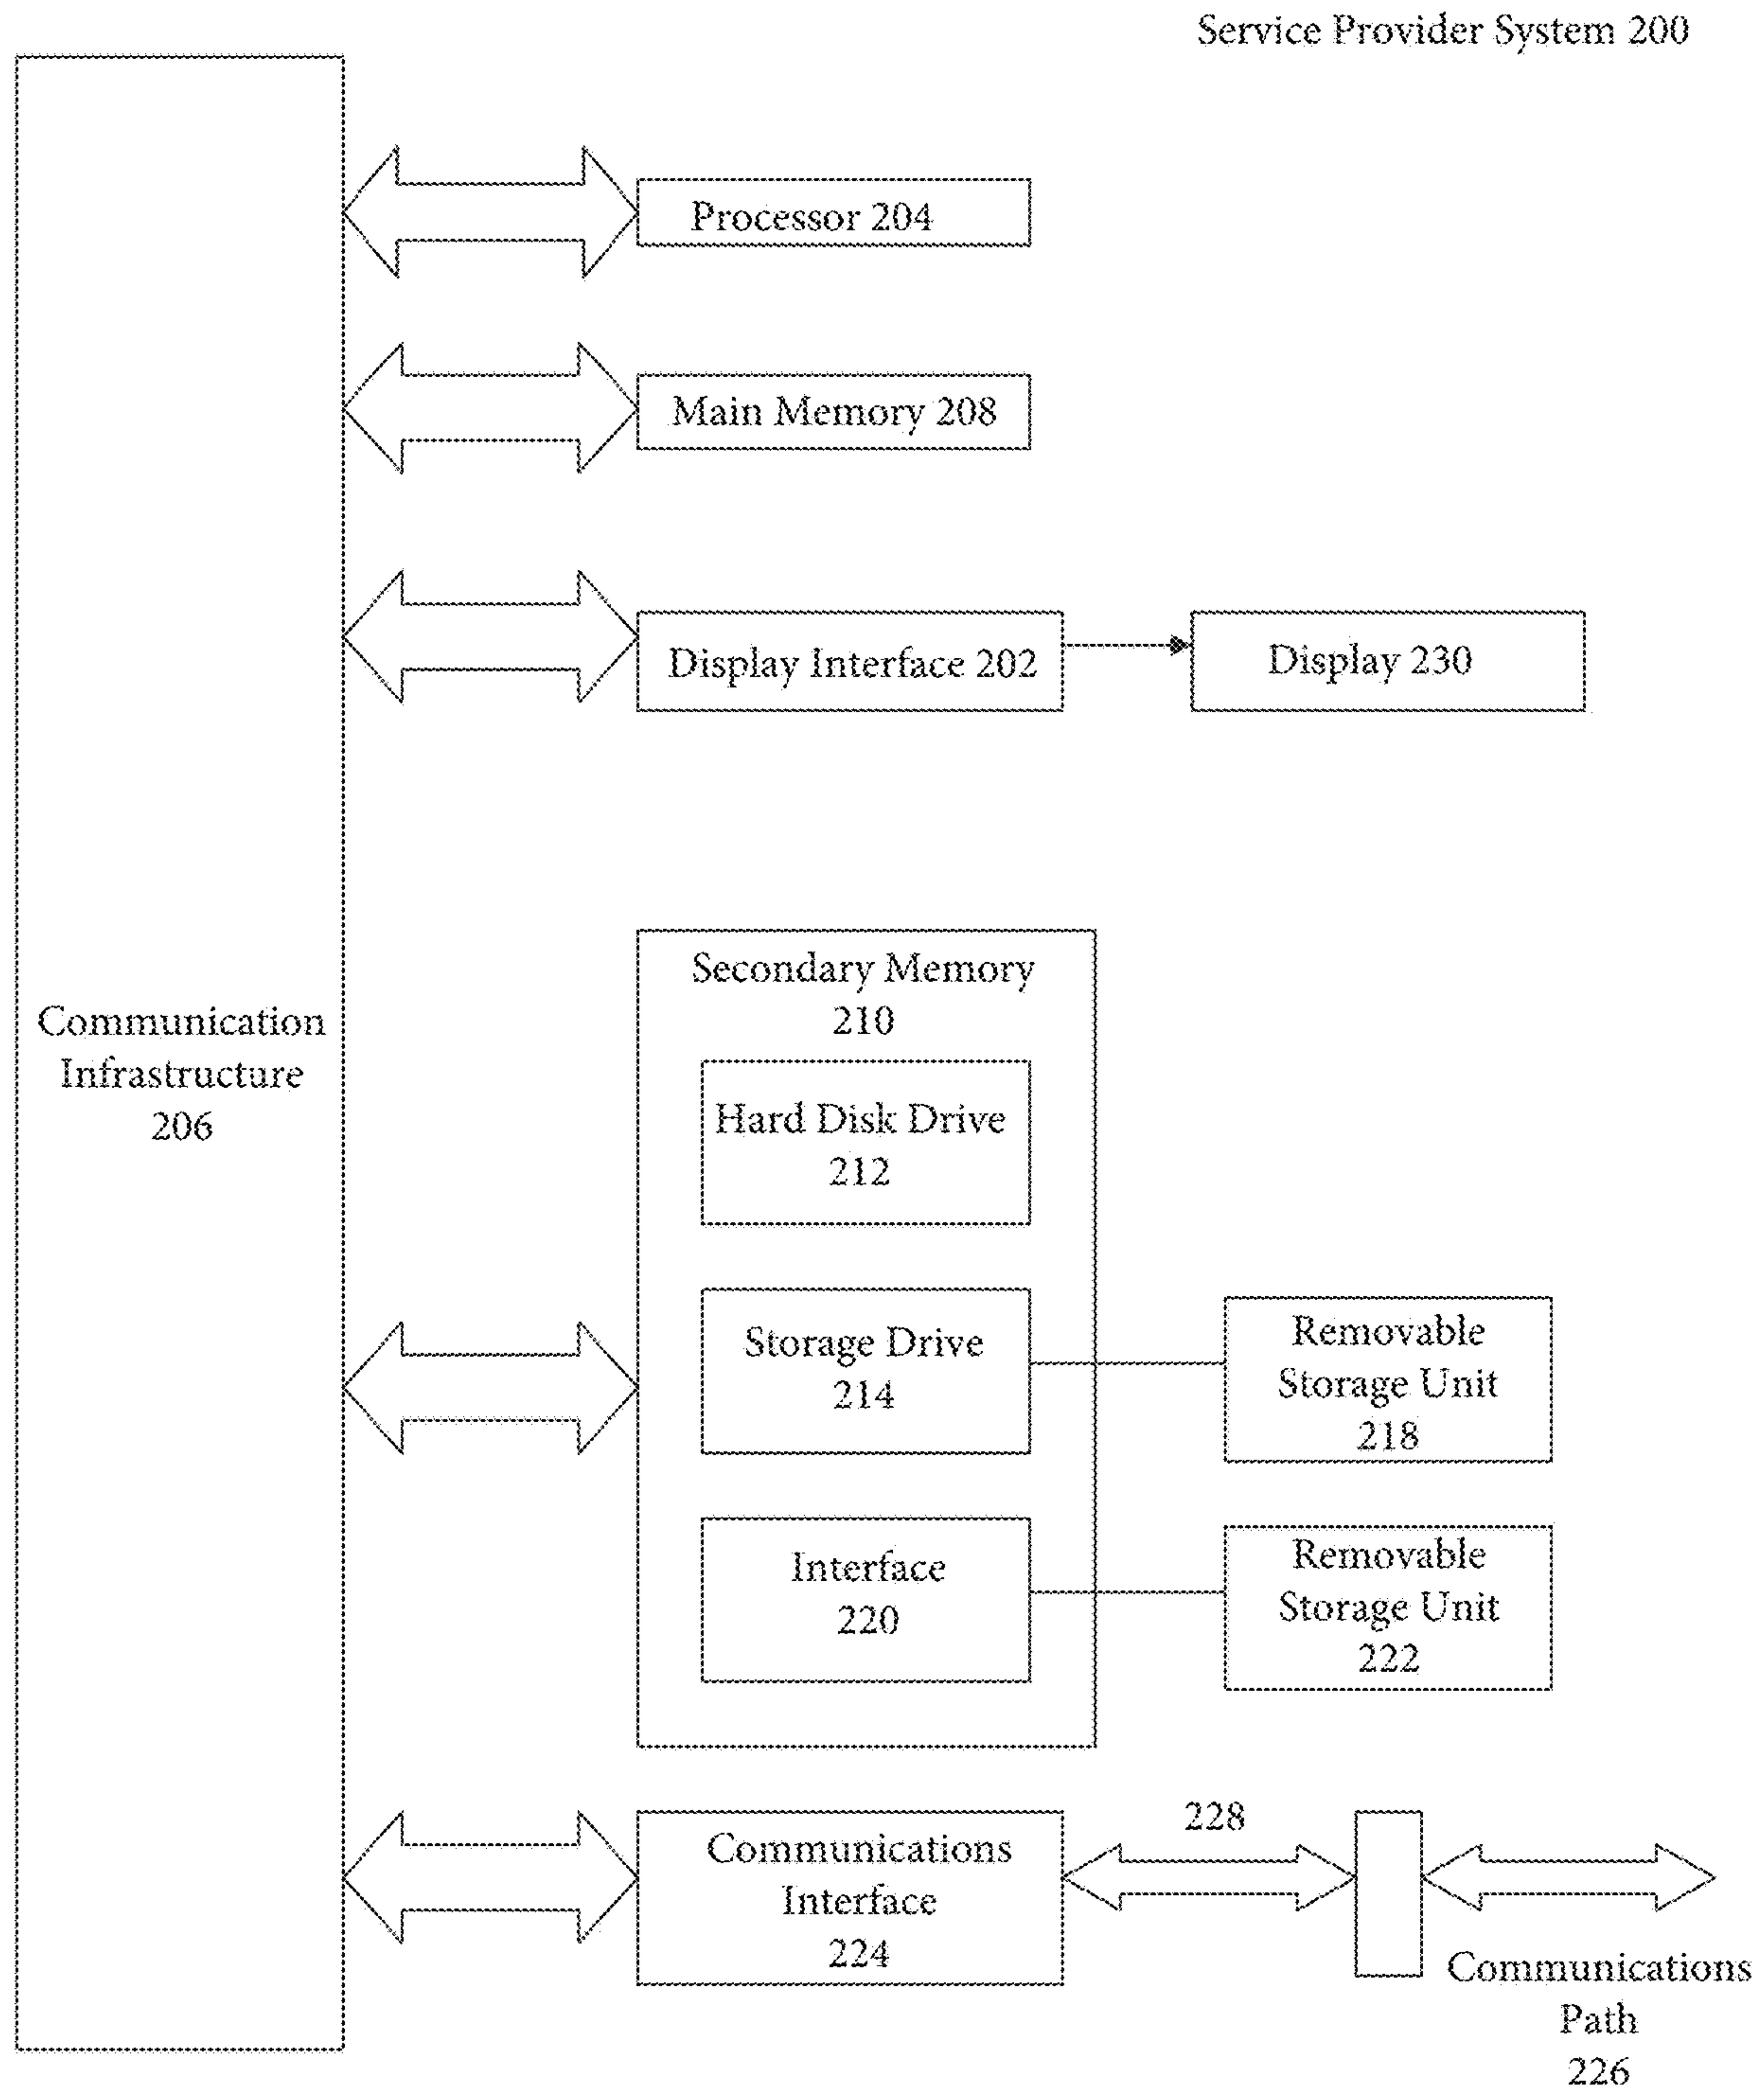 Service Provider System 200
Processor 204
Main Memory 208
Display Interface 202
Display 230
Communication
Infrastructure
206
Secondary Memory
210
Hard Disk Drive
212
Storage Drive
214
Removable
Storage Unit
218
Interface
220
Removable
Storage Unit
222
Communications
Interface
224
228
Communications
Path
226